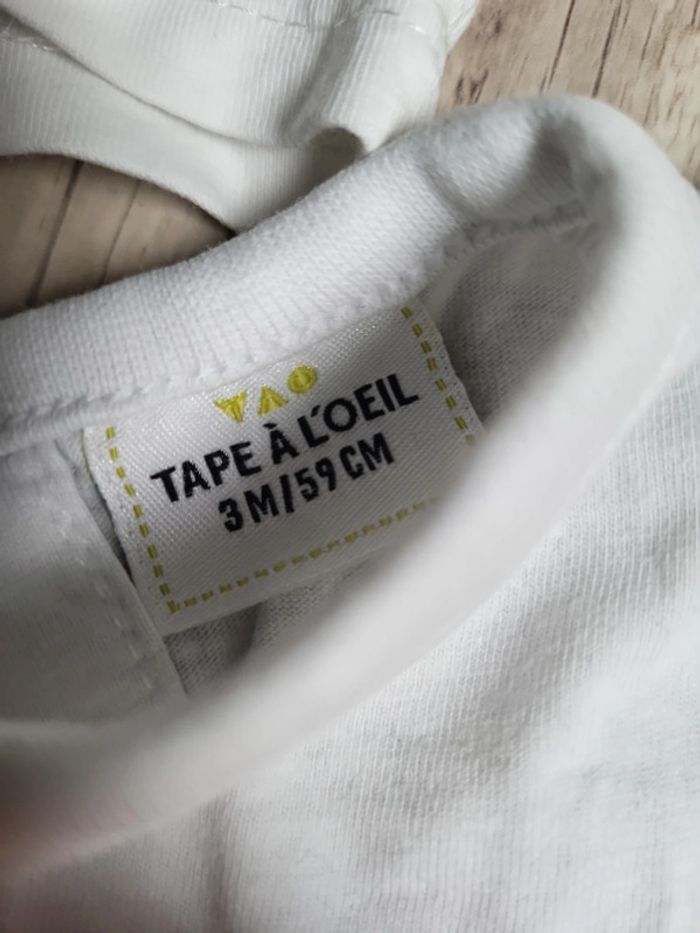 TAO
TAPE À L'OEIL
3M/59CM